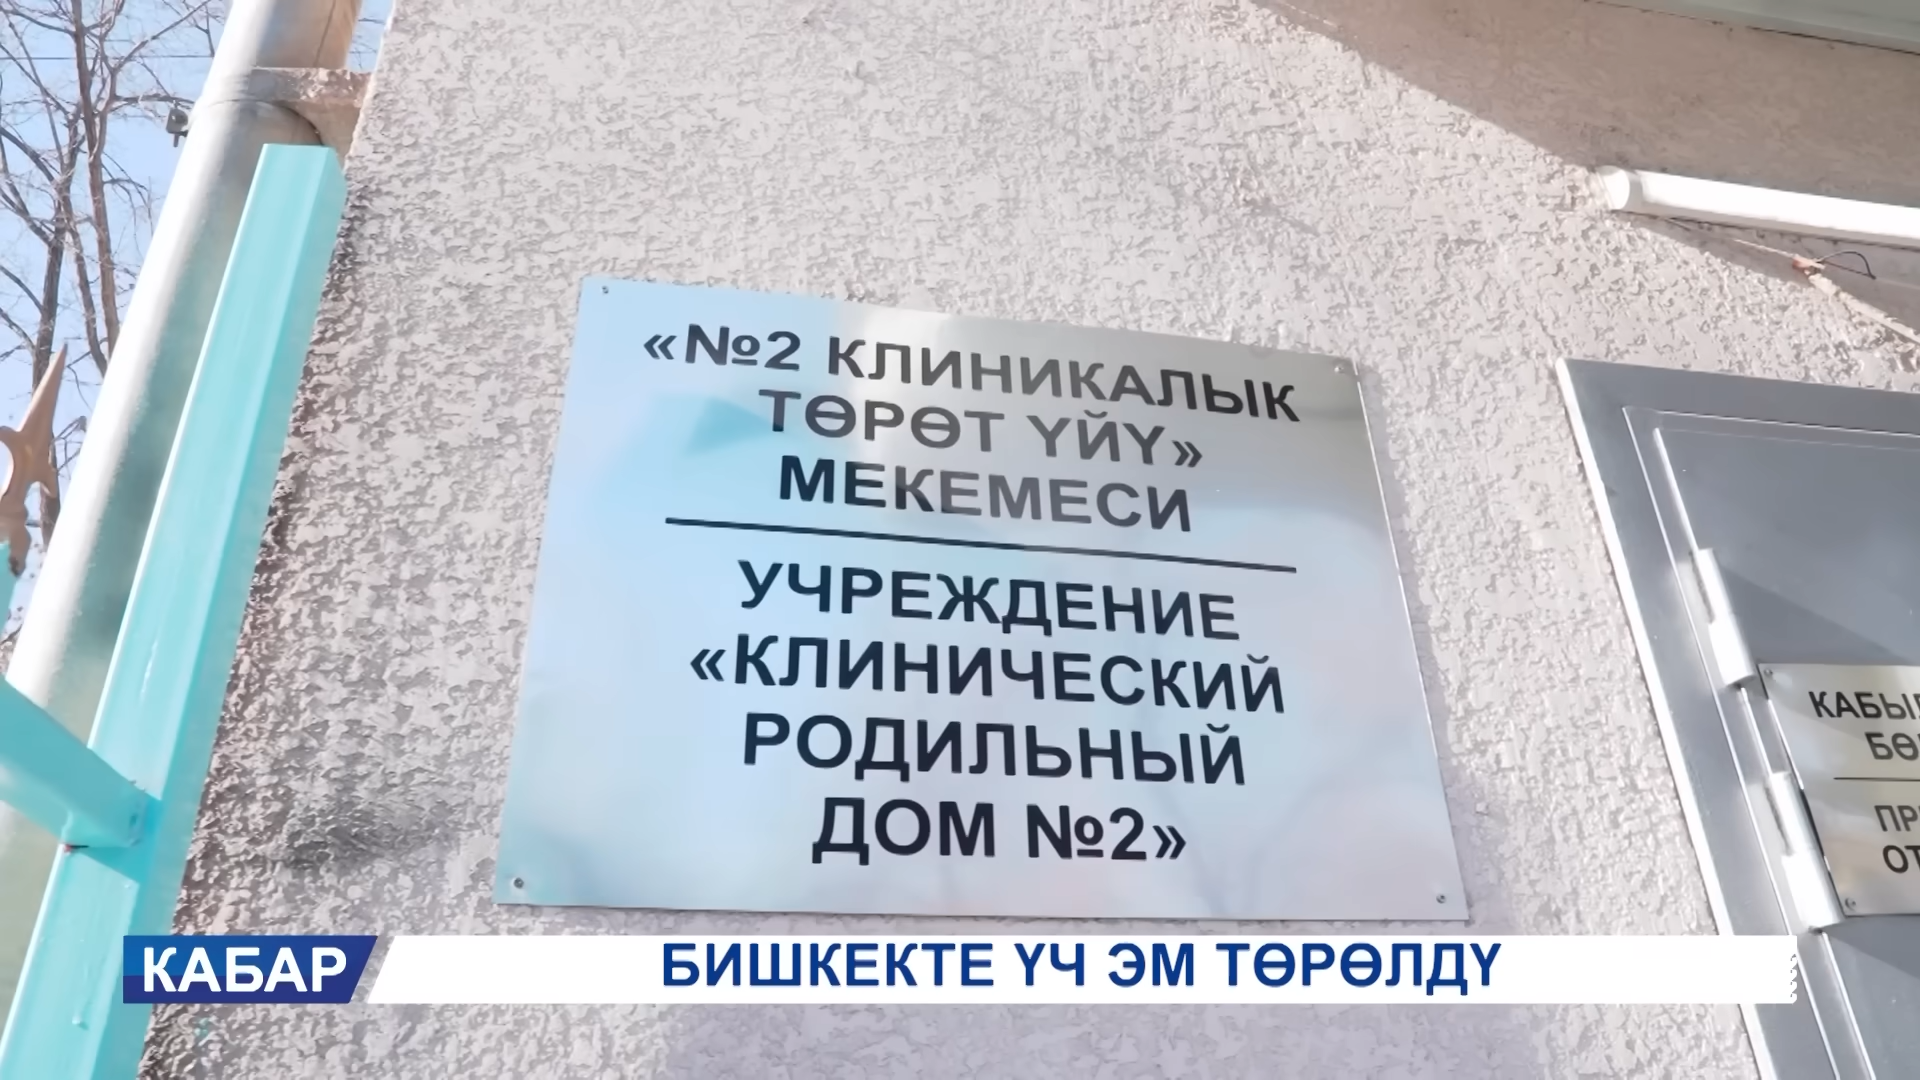 «№2 КЛИНИКАЛЫК
ТӨРӨТ ҮЙҮ»
МЕКЕМЕСИ
УЧРЕЖДЕНИЕ
«КЛИНИЧЕСКИЙ
РОДИЛЬНЫЙ
ДОМ №2»
КАБАР
БИШКЕКТЕ ҮЧ ЭМ ТӨРӨЛДҮ